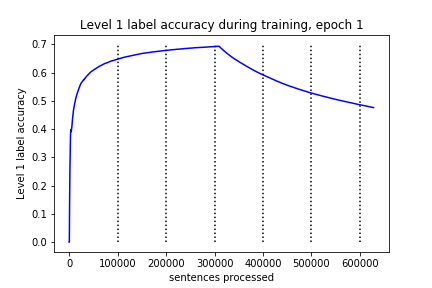 Level 1 label accuracy during training, epoch 1
0.7
0.6
0.5
0.4
0.3
0.2
0.1
0.0
Level 1 label accuracy
0 100000 200000 300000 400000 500000 600000
sentences processed